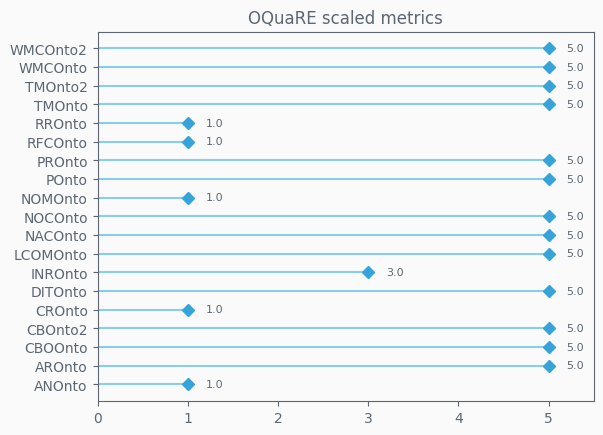 OQuaRE scaled metrics
WMCOnto2 5.0
WMCOnto 5.0
TMOnto2 5.0
TMOnto 5.0
RROnto 1.0
RFCOnto 1.0
PROnto 5.0
POnto 5.0
NOMOnto 1.0
NOCOnto 5.0
NACOnto 5.0
LCOMOnto 5.0
INROnto 3.0
DITOnto 5.0
CROnto 1.0
CBOnto2 5.0
CBOOnto 5.0
AROnto 5.0
ANOnto 1.0
0 1 2 3 4 5